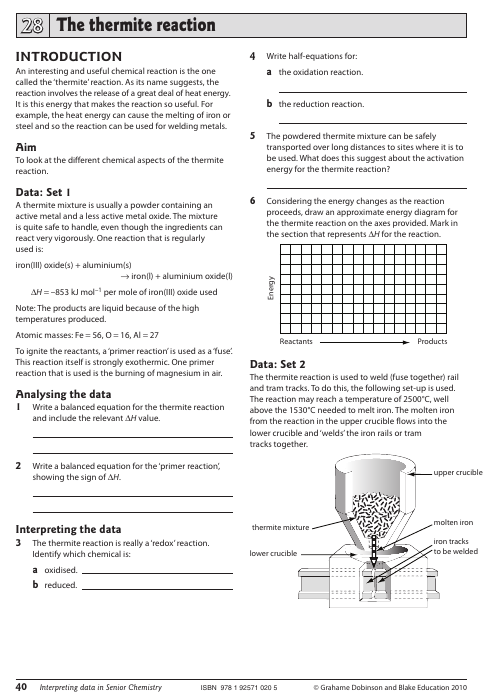 28 The thermite reaction
INTRODUCTION
An interesting and useful chemical reaction is the one
called the 'thermite' reaction. As its name suggests, the
reaction involves the release of a great deal of heat energy.
It is this energy that makes the reaction so useful. For
example, the heat energy can cause the melting of iron or
steel and so the reaction can be used for welding metals.
Aim
To look at the different chemical aspects of the thermite
reaction.
Data: Set 1
A thermite mixture is usually a powder containing an
active metal and a less active metal oxide. The mixture
is quite safe to handle, even though the ingredients can
react very vigorously. One reaction that is regularly
used is:
iron(III) oxide(s) + aluminium(s)
→ iron(l) + aluminium oxide(l)
ΔH = –853 kJ mol⁻¹ per mole of iron(III) oxide used
Note: The products are liquid because of the high
temperatures produced.
Atomic masses: Fe = 56, O = 16, Al = 27
To ignite the reactants, a 'primer reaction' is used as a 'fuse'.
This reaction itself is strongly exothermic. One primer
reaction that is used is the burning of magnesium in air.
Analysing the data
1 Write a balanced equation for the thermite reaction
and include the relevant ΔH value.
2 Write a balanced equation for the 'primer reaction',
showing the sign of ΔH.
Interpreting the data
3 The thermite reaction is really a 'redox' reaction.
Identify which chemical is:
a oxidised.
b reduced.
4 Write half-equations for:
a the oxidation reaction.
b the reduction reaction.
5 The powdered thermite mixture can be safely
transported over long distances to sites where it is to
be used. What does this suggest about the activation
energy for the thermite reaction?
6 Considering the energy changes as the reaction
proceeds, draw an approximate energy diagram for
the thermite reaction on the axes provided. Mark in
the section that represents ΔH for the reaction.
Energy
Reactants Products
Data: Set 2
The thermite reaction is used to weld (fuse together) rail
and tram tracks. To do this, the following set-up is used.
The reaction may reach a temperature of 2500°C, well
above the 1530°C needed to melt iron. The molten iron
from the reaction in the upper crucible flows into the
lower crucible and 'welds' the iron rails or tram
tracks together.
upper crucible
thermite mixture
molten iron
lower crucible
iron tracks
to be welded
40 Interpreting data in Senior Chemistry ISBN 978 1 92571 020 5 © Grahame Dobinson and Blake Education 2010